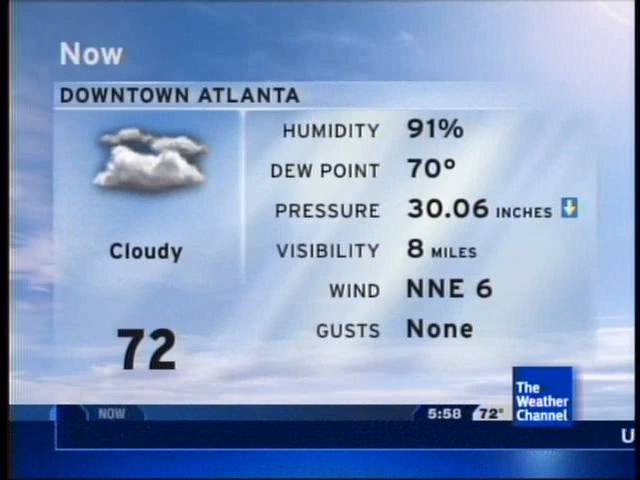 Now
DOWNTOWN ATLANTA
HUMIDITY 91%
DEW POINT 70°
PRESSURE 30.06 INCHES
Cloudy
VISIBILITY 8 MILES
WIND NNE 6
GUSTS None
72
The
Weather
Channel
NOW 5:58 72°
U